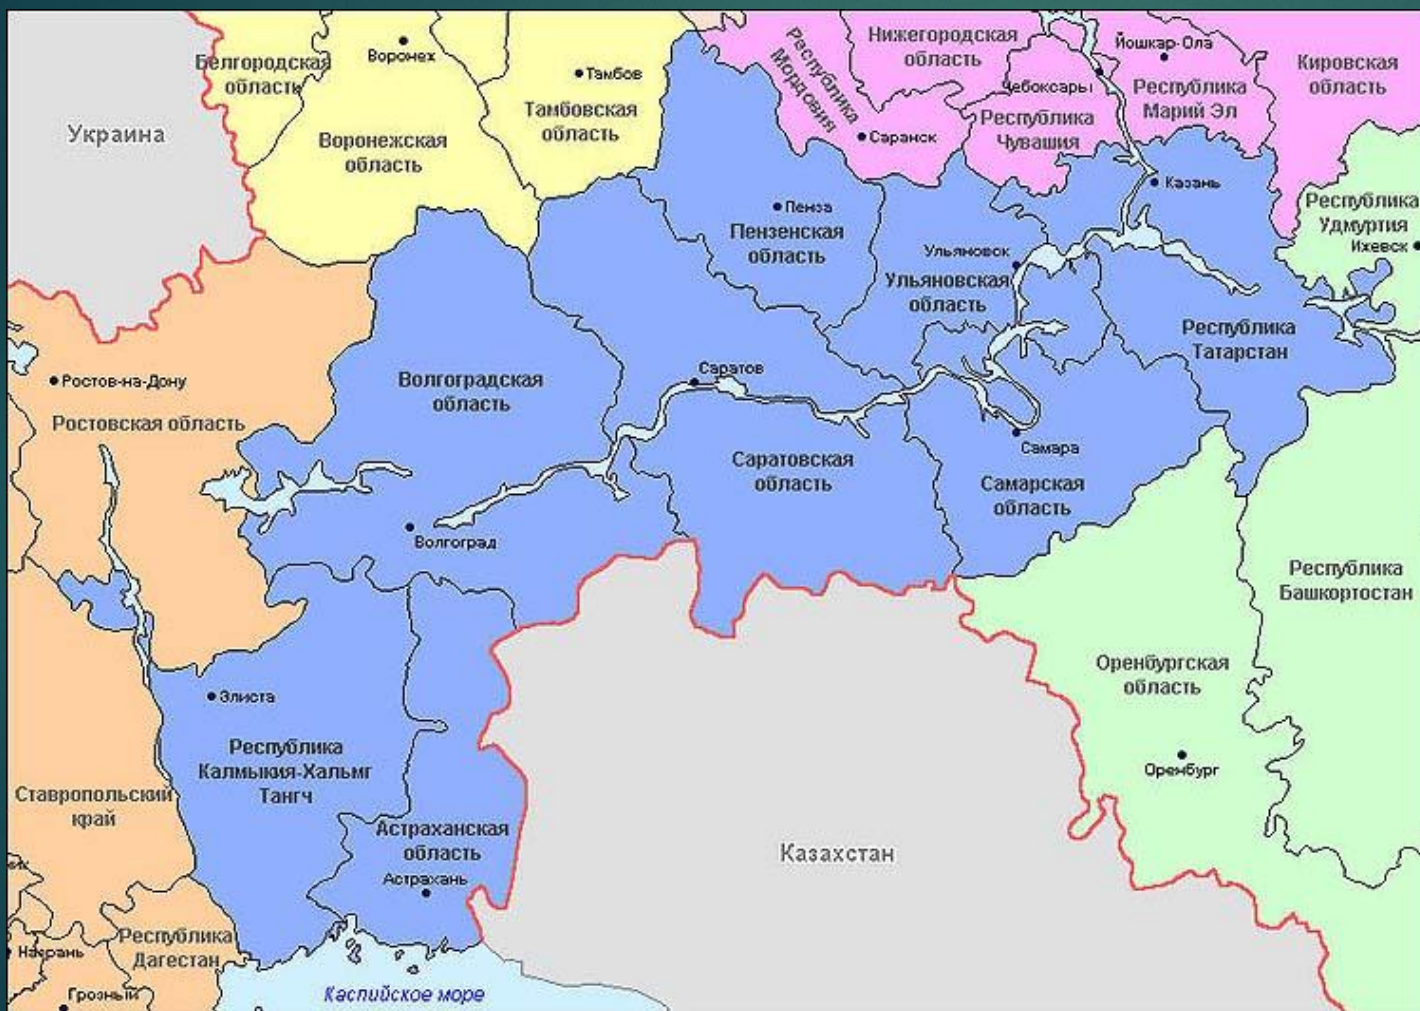 Белгородская
область
Воронех
Тамбов
Тамбовская
область
Воронежская
область
Украина
Республика
Мордовия
Нижегородская
область
Саранск
Чебоксары
Республика
Чувашия
Йошкар-Ола
Республика
Марий Эл
Кировская
область
Казань
Республика
Удмуртия
Ихевск
Пенза
Пензенская
область
Ульяновск
Ульяновская
область
Республика
Татарстан
Ростов-на-Дону
Ростовская область
Волгоградская
область
Саратов
Саратовская
область
Самара
Самарская
область
Волгоград
Республика
Башкортостан
Оренбургская
область
Оренбург
Элиста
Республика
Калмыкия-Хальмг
Тангч
Ставропольский
край
Астраханская
область
Астрахань
Казахстан
Республика
Дагестан
Назрань
Грозный
Каспийское море